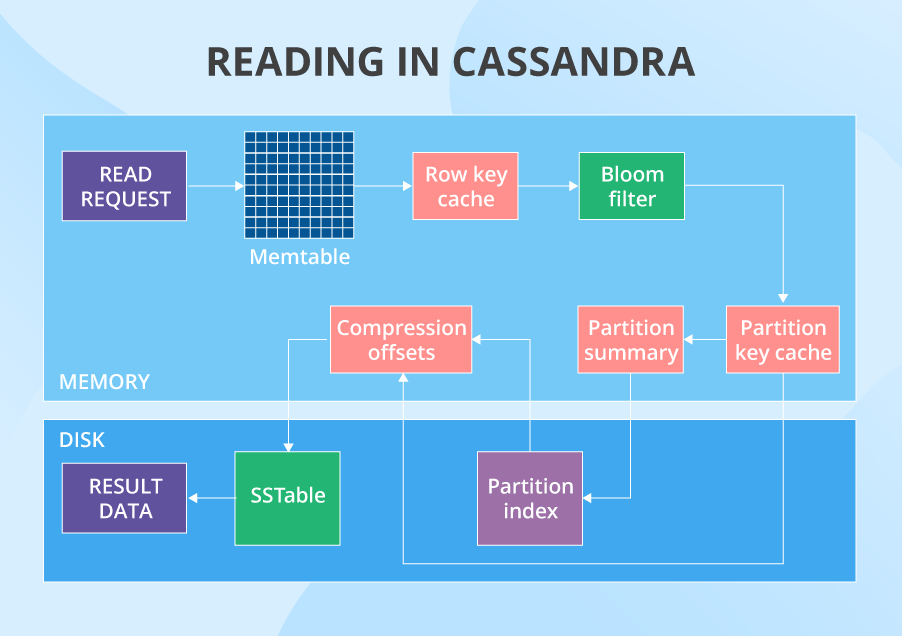 READING IN CASSANDRA
READ
REQUEST
Memtable
Row key
cache
Bloom
filter
Compression
offsets
Partition
summary
Partition
key cache
MEMORY
DISK
RESULT
DATA
SSTable
Partition
index